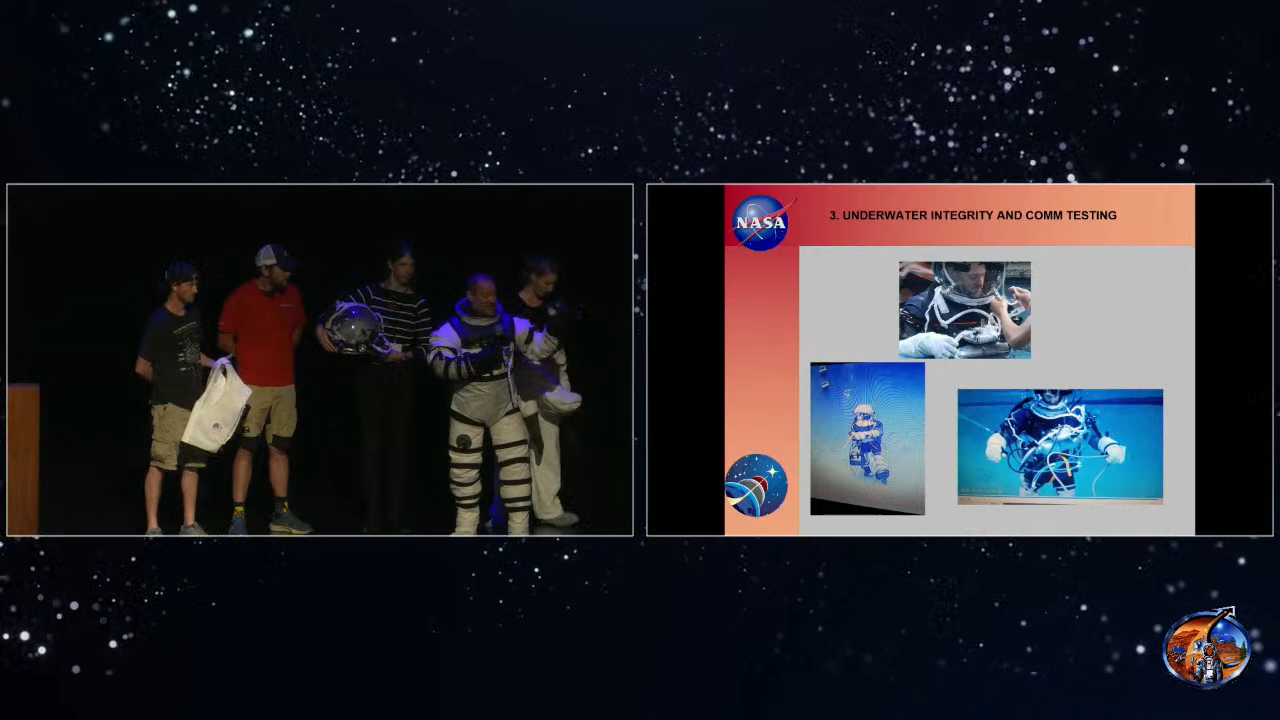 NASA
3. UNDERWATER INTEGRITY AND COMM TESTING